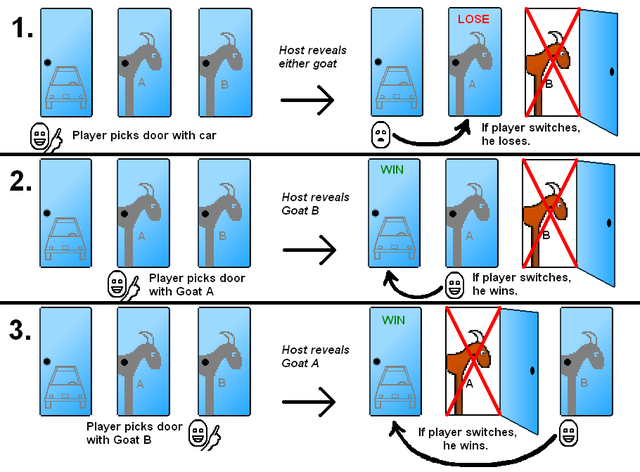 1.
A
B
Player picks door with car
Host reveals
either goat
LOSE
A
B
If player switches,
he loses.
2.
A
B
Player picks door
with Goat A
Host reveals
Goat B
WIN
A
B
If player switches,
he wins.
3.
A
B
Player picks door
with Goat B
Host reveals
Goat A
WIN
A
B
If player switches,
he wins.